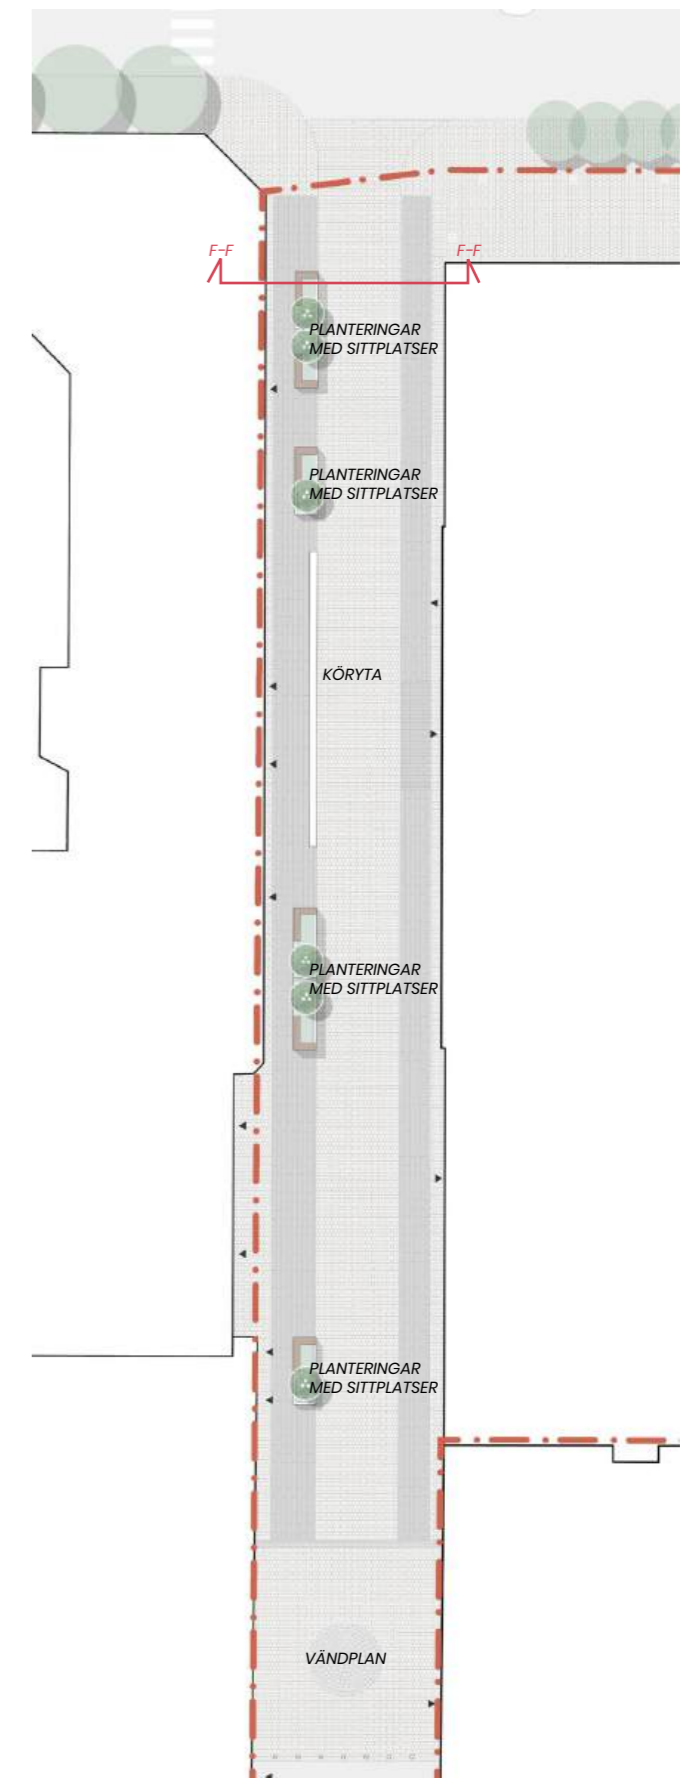 F-F
F-F
PLANTERINGAR
MED SITTPLATSER
PLANTERINGAR
MED SITTPLATSER
KÖRYTA
PLANTERINGAR
MED SITTPLATSER
PLANTERINGAR
MED SITTPLATSER
VÄNDPLAN